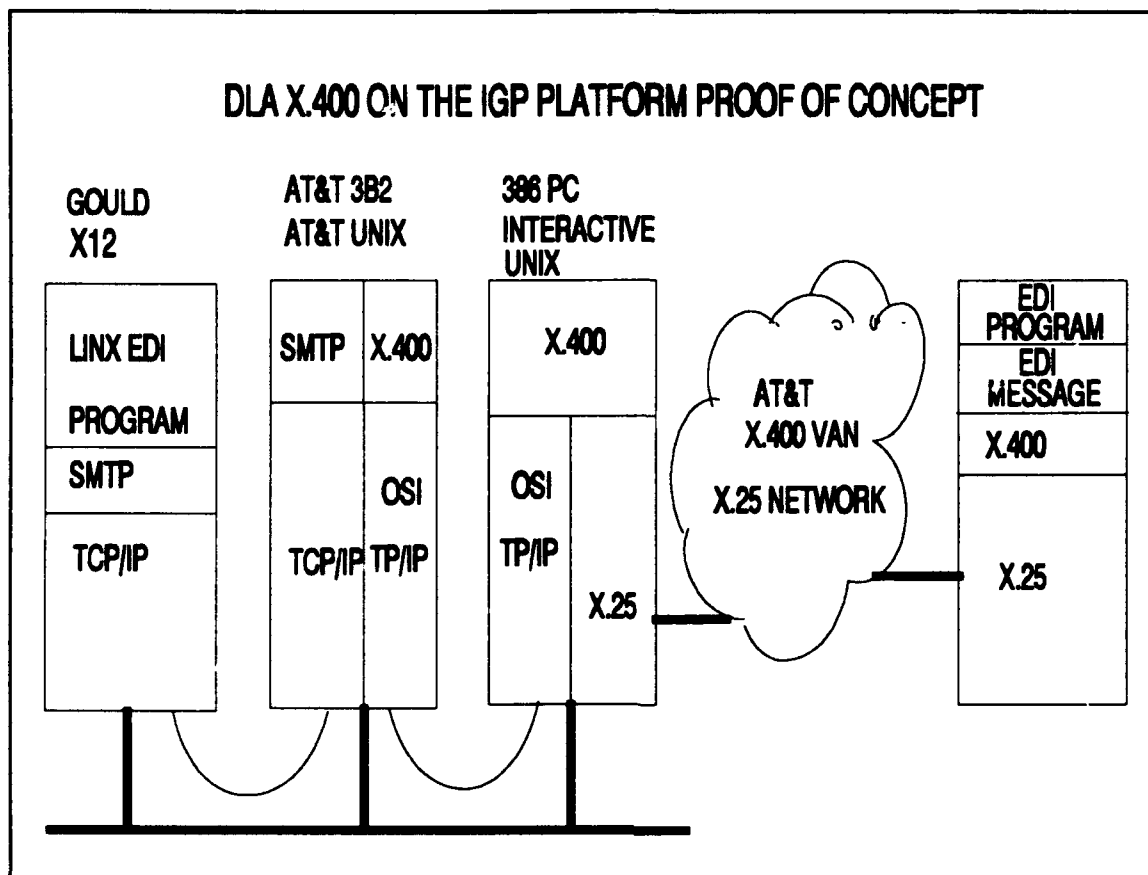 DLA X.400 ON THE IGP PLATFORM PROOF OF CONCEPT
GOULD
X12
AT&T 3B2
AT&T UNIX
386 PC
INTERACTIVE
UNIX
LINX EDI
PROGRAM
SMTP
TCP/IP
SMTP
X.400
TCP/IP
OSI
TP/IP
X.400
OSI
TP/IP
X.25
AT&T
X.400 VAN
X.25 NETWORK
EDI
PROGRAM
EDI
MESSAGE
X.400
X.25